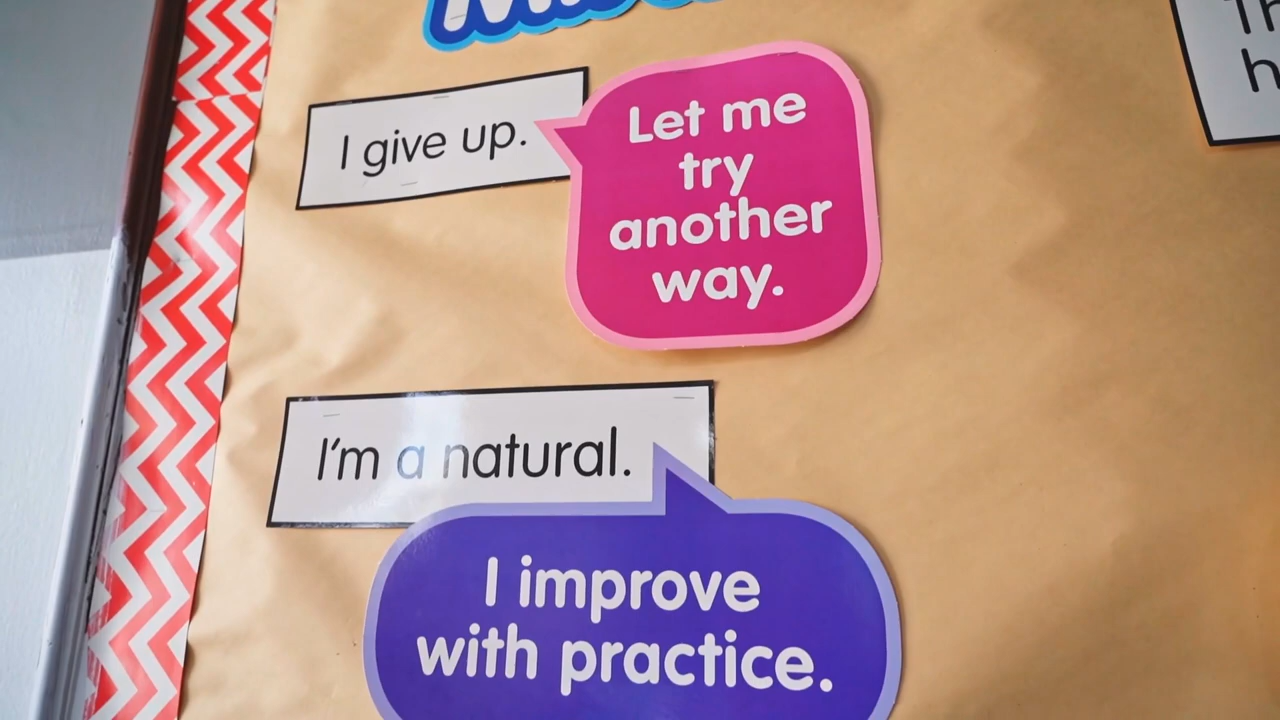 I give up.
Let me
try
another
way.
I'm a natural.
I improve
with practice.